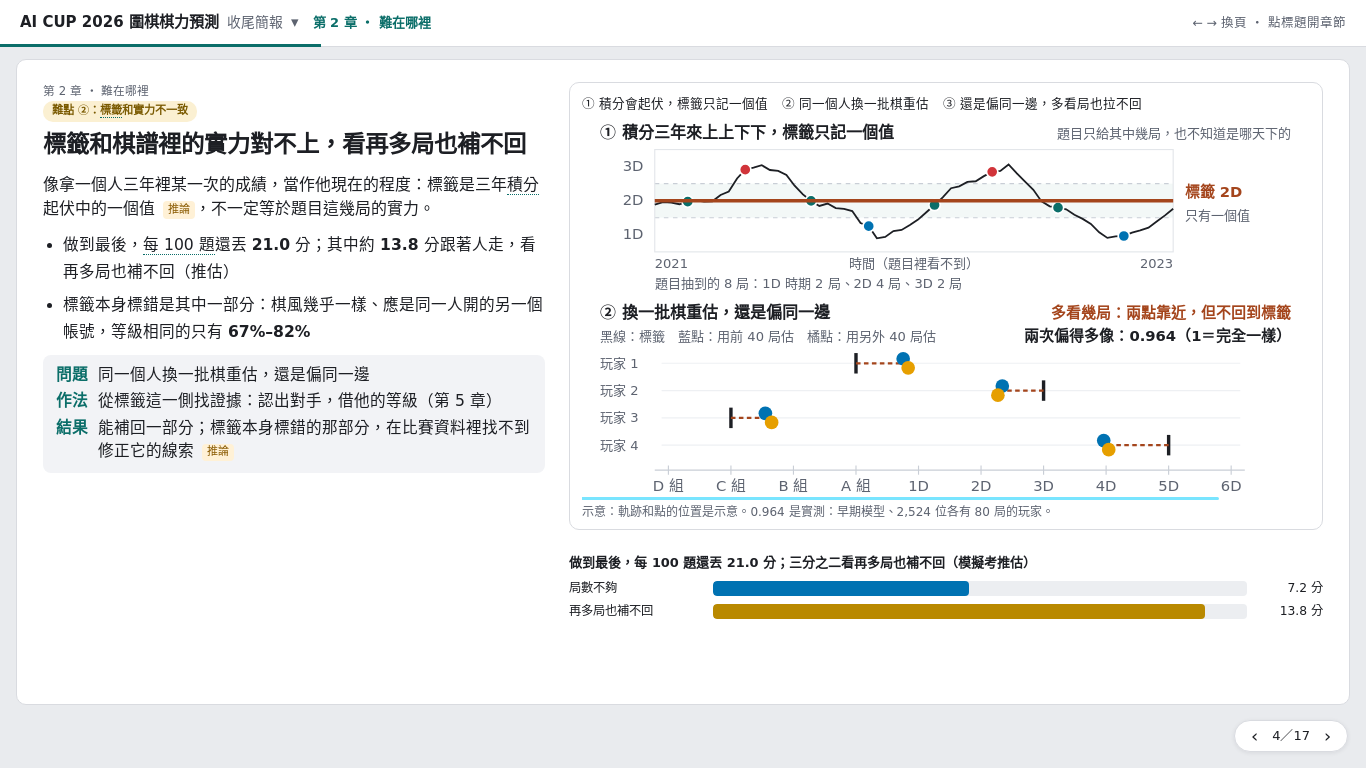 AI CUP 2026 圍棋棋力預測 收尾簡報 ▾ 第 2 章 · 難在哪裡
← → 換頁 · 點標題開章節
第 2 章 · 難在哪裡
難點 ②：標籤和實力不一致
標籤和棋譜裡的實力對不上，看再多局也補不回
像拿一個人三年裡某一次的成績，當作他現在的程度：標籤是三年積分
起伏中的一個值 推論，不一定等於題目這幾局的實力。
• 做到最後，每 100 題還丟 21.0 分；其中約 13.8 分跟著人走，看
再多局也補不回（推估）
• 標籤本身標錯是其中一部分：棋風幾乎一樣、應是同一人開的另一個
帳號，等級相同的只有 67%–82%
問題 同一個人換一批棋重估，還是偏同一邊
作法 從標籤這一側找證據：認出對手，借他的等級（第 5 章）
結果 能補回一部分；標籤本身標錯的那部分，在比賽資料裡找不到
修正它的線索 推論
① 積分會起伏，標籤只記一個值 ② 同一個人換一批棋重估 ③ 還是偏同一邊，多看局也拉不回
① 積分三年來上上下下，標籤只記一個值
題目只給其中幾局，也不知道是哪天下的
3D
2D
1D
標籤 2D
只有一個值
2021 時間（題目裡看不到） 2023
題目抽到的 8 局：1D 時期 2 局、2D 4 局、3D 2 局
② 換一批棋重估，還是偏同一邊
多看幾局：兩點靠近，但不回到標籤
黑線：標籤 藍點：用前 40 局估 橘點：用另外 40 局估
兩次偏得多像：0.964（1＝完全一樣）
玩家 1
玩家 2
玩家 3
玩家 4
D 組 C 組 B 組 A 組 1D 2D 3D 4D 5D 6D
示意：軌跡和點的位置是示意。0.964 是實測：早期模型、2,524 位各有 80 局的玩家。
做到最後，每 100 題還丟 21.0 分；三分之二看再多局也補不回（模擬考推估）
局數不夠 7.2 分
再多局也補不回 13.8 分
‹ 4／17 ›